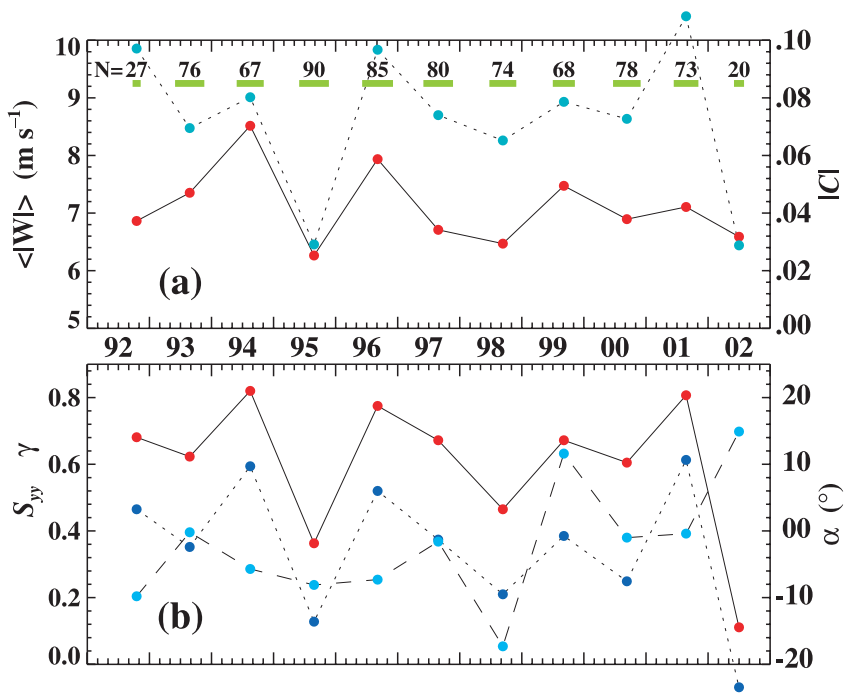 10 .10
N=27 76 67 90 85 80 74 68 78 73 20
9 .08
8 .06
7 .04
6 .02
5 .00
<|W|> (m s⁻¹)
|C|
(a)
92 93 94 95 96 97 98 99 00 01 02
0.8 20
0.6 10
0.4 00
0.2 -10
0.0 -20
Syy γ
α (°)
(b)